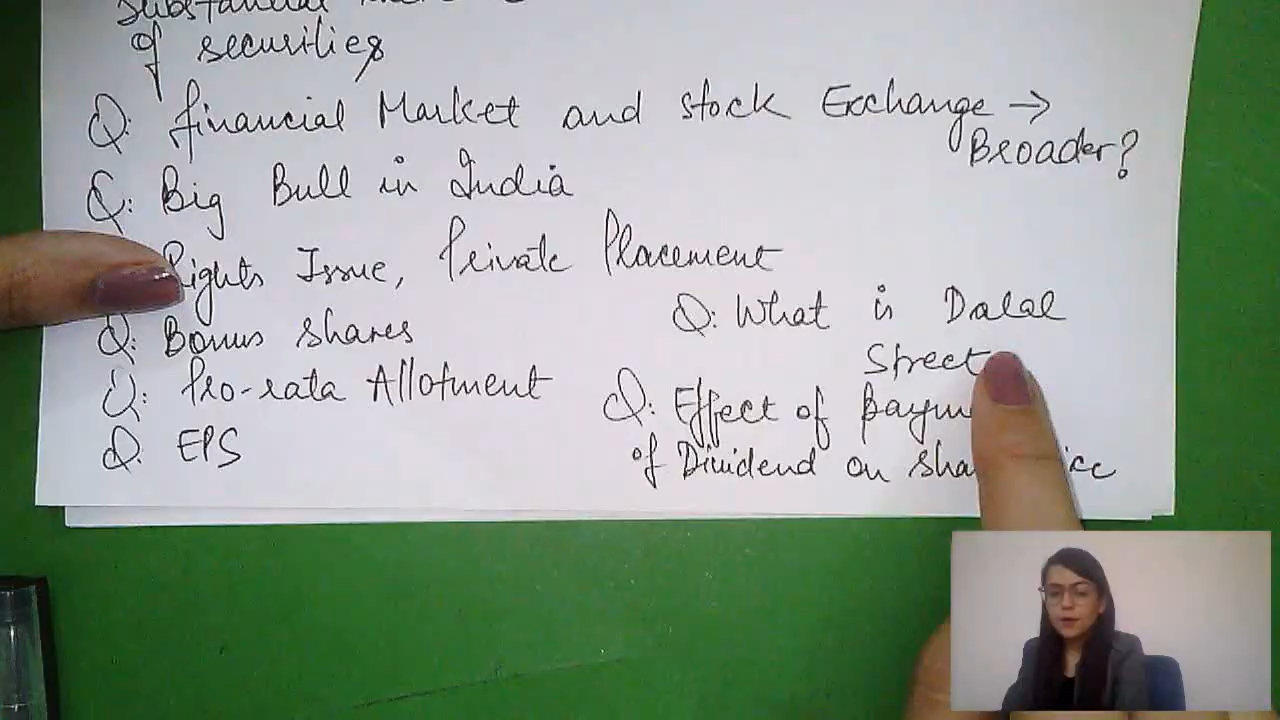 Substantial
of securities
Q: financial Market and stock Exchange →
Broader?
Q: Big Bull in India
Rights Issue, Private Placement
Q: Bonus shares
Q: Pro-rata Allotment
Q. EPS
Q: What is Dalal
Street
Q: Effect of
of Dividend on